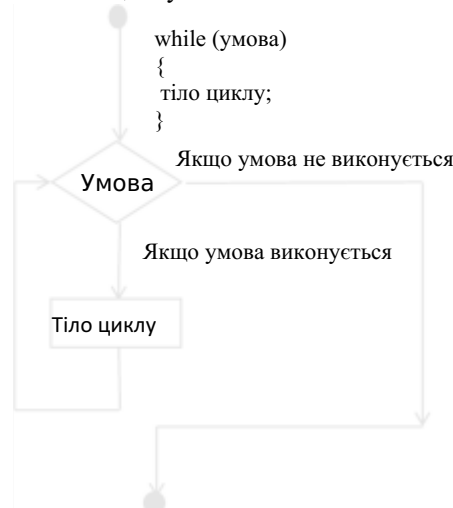 while (умова)
{
тіло циклу;
}
Якщо умова не виконується
Умова
Якщо умова виконується
Тіло циклу